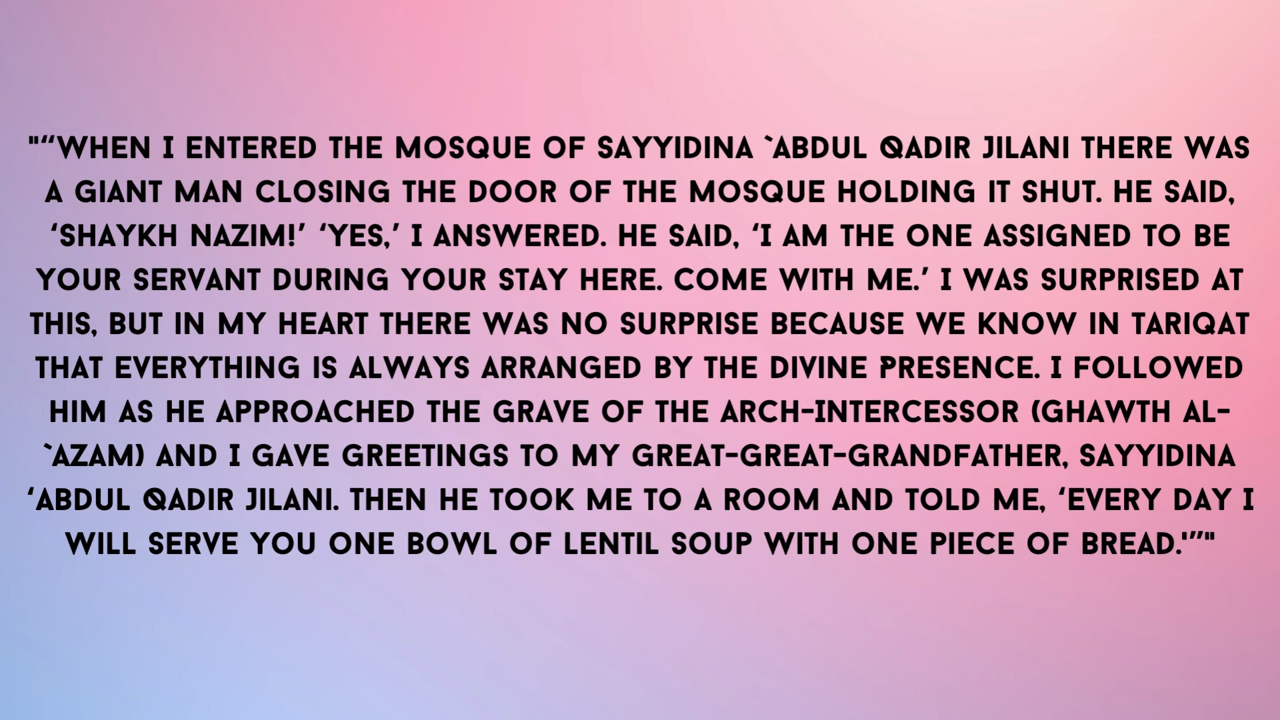 "“WHEN I ENTERED THE MOSQUE OF SAYYIDINA `ABDUL QADIR JILANI THERE WAS
A GIANT MAN CLOSING THE DOOR OF THE MOSQUE HOLDING IT SHUT. HE SAID,
‘SHAYKH NAZIM!’ ‘YES,’ I ANSWERED. HE SAID, ‘I AM THE ONE ASSIGNED TO BE
YOUR SERVANT DURING YOUR STAY HERE. COME WITH ME.’ I WAS SURPRISED AT
THIS, BUT IN MY HEART THERE WAS NO SURPRISE BECAUSE WE KNOW IN TARIQAT
THAT EVERYTHING IS ALWAYS ARRANGED BY THE DIVINE PRESENCE. I FOLLOWED
HIM AS HE APPROACHED THE GRAVE OF THE ARCH-INTERCESSOR (GHAWTH AL-
`AZAM) AND I GAVE GREETINGS TO MY GREAT-GREAT-GRANDFATHER, SAYYIDINA
‘ABDUL QADIR JILANI. THEN HE TOOK ME TO A ROOM AND TOLD ME, ‘EVERY DAY I
WILL SERVE YOU ONE BOWL OF LENTIL SOUP WITH ONE PIECE OF BREAD.'”"